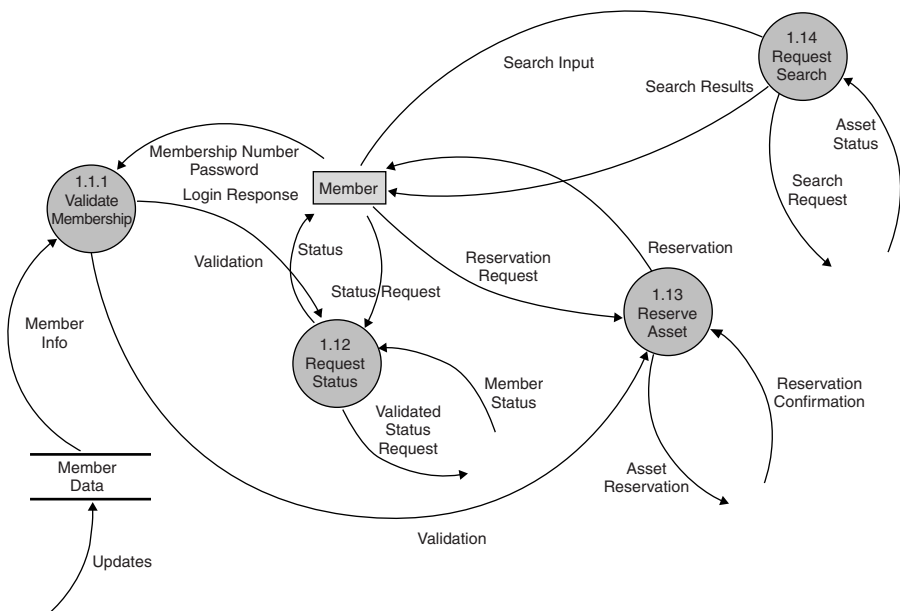 1.14
Request
Search
Search Input
Search Results
Asset
Status
Membership Number
Password
1.1.1
Validate
Membership
Login Response
Member
Search
Request
Validation
Status
Reservation
Request
Reservation
Status Request
1.13
Reserve
Asset
Member
Info
1.12
Request
Status
Member
Status
Reservation
Confirmation
Validated
Status
Request
Member
Data
Asset
Reservation
Validation
Updates